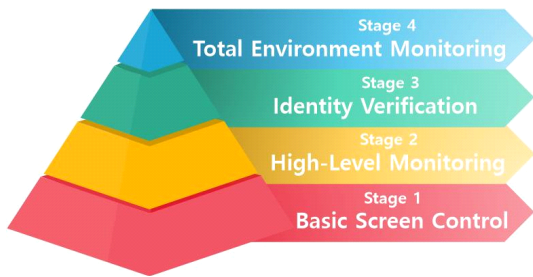 Stage 4
Total Environment Monitoring
Stage 3
Identity Verification
Stage 2
High-Level Monitoring
Stage 1
Basic Screen Control